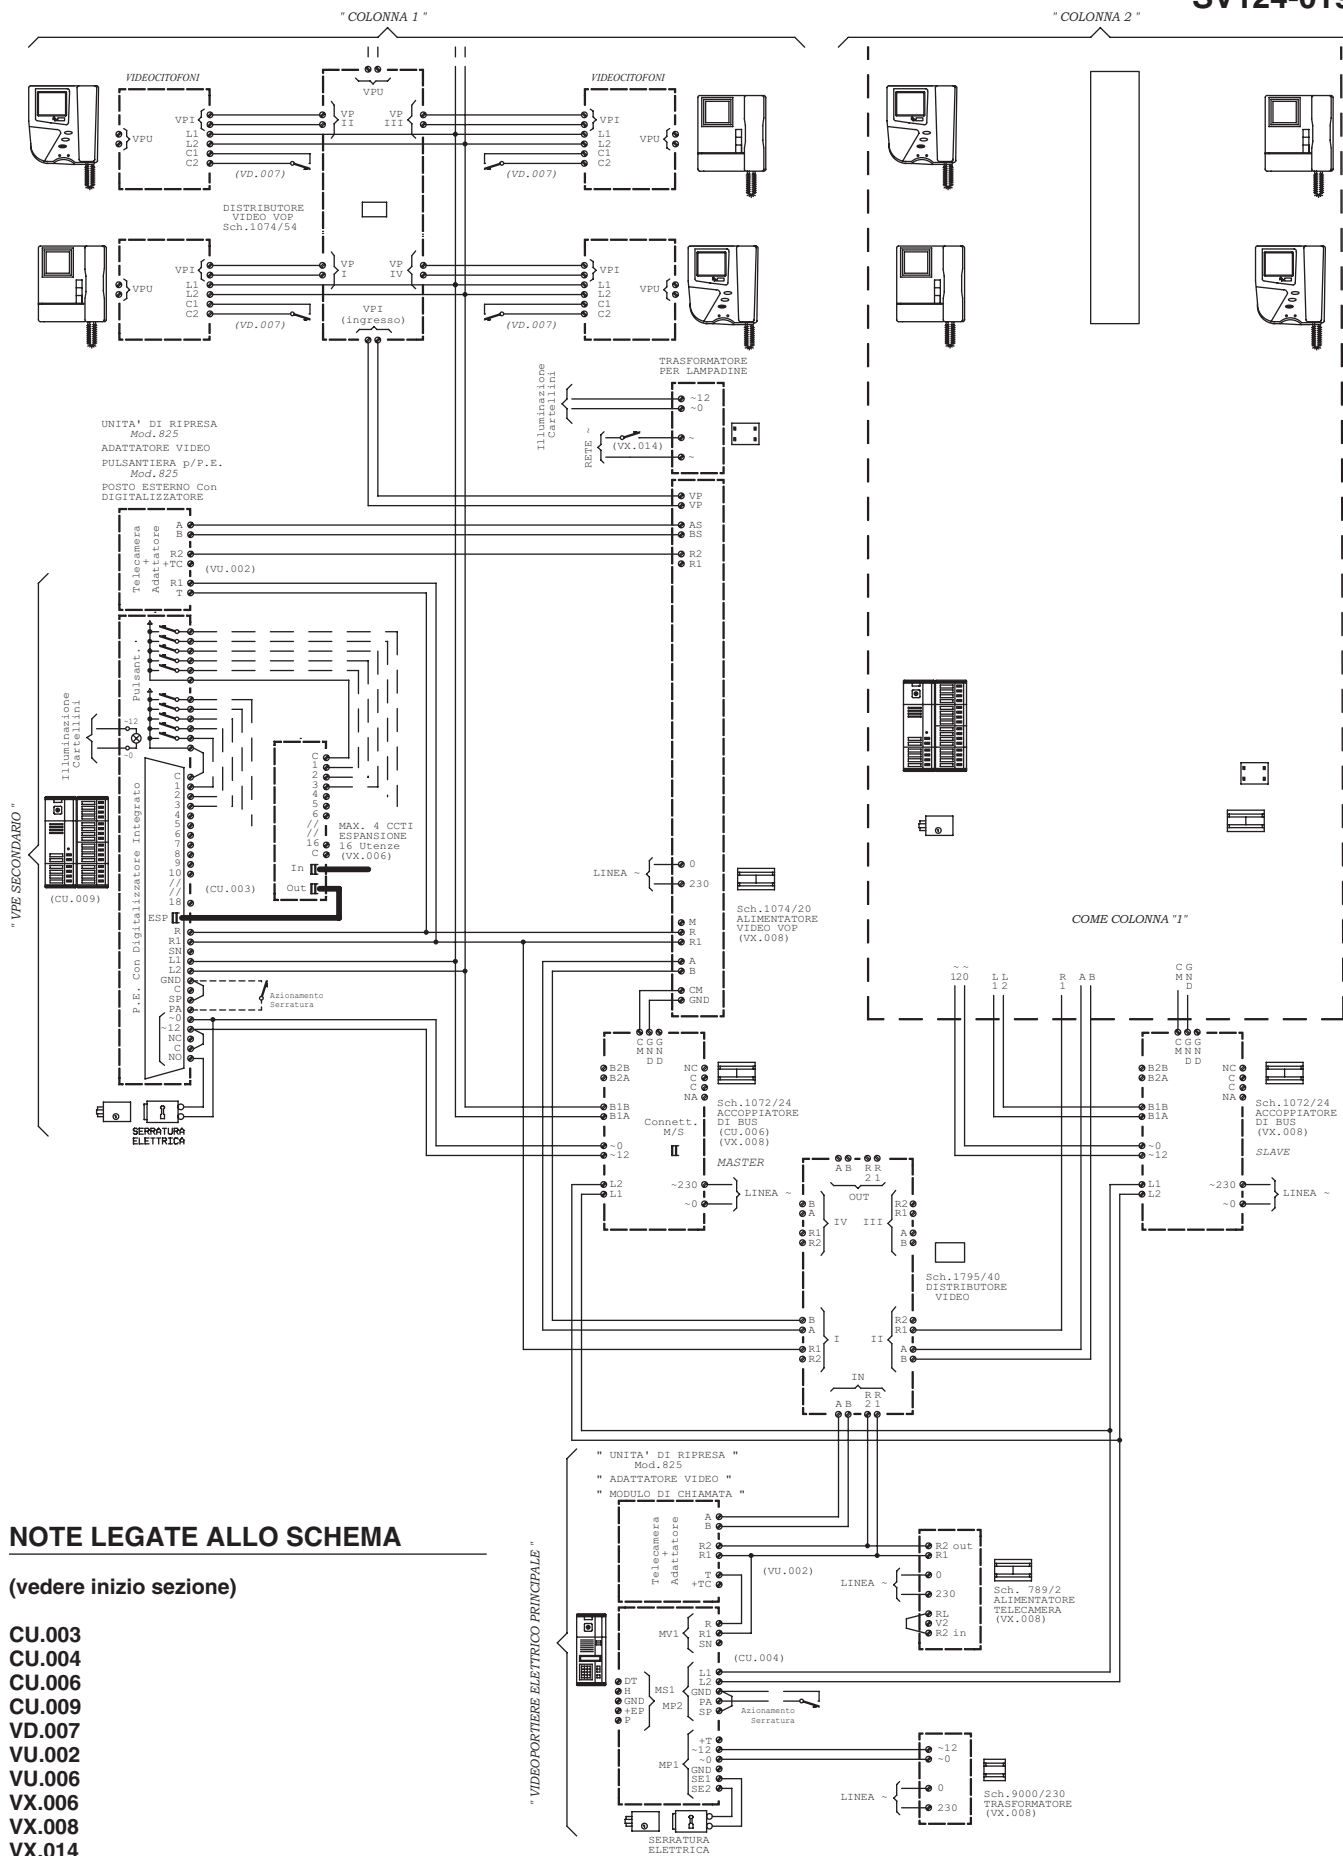 " COLONNA 1 "
" COLONNA 2 "
VIDEOCITOFONI
VPU
VPI
L1
L2
C1
C2
(VD.007)
VPU
VP
II
VP
III
VIDEOCITOFONI
VPI
L1
L2
C1
C2
VPU
(VD.007)
DISTRIBUTORE
VIDEO VOP
Sch.1074/54
VPU
VPI
L1
L2
C1
C2
(VD.007)
VP
I
VP
IV
VPI
(ingresso)
VPI
L1
L2
C1
C2
VPU
(VD.007)
TRASFORMATORE
PER LAMPADINE
Illuminazione
Cartellini
~12
~0
RETE ~
(VX.014)
~
~
UNITA' DI RIPRESA
Mod.825
ADATTATORE VIDEO
PULSANTIERA p/P.E.
Mod.825
POSTO ESTERNO Con
DIGITALIZZATORE
Telecamera
+
Adattatore
A
B
R2
+TC
R1
T
(VU.002)
VP
VP
AS
BS
R2
R1
" VPE SECONDARIO "
Pulsant.
Illuminazione
Cartellini
~12
~0
(CU.009)
P.E. Con Digitalizzatore Integrato
C
1
2
3
4
5
6
7
8
9
10
//
//
18
ESP
R
R1
SN
L1
L2
GND
C
SP
PA
~0
~12
NC
C
NO
(CU.003)
C
1
2
3
4
5
6
//
//
16
C
In
Out
MAX. 4 CCTI
ESPANSIONE
16 Utenze
(VX.006)
Azionamento
Serratura
SERRATURA
ELETTRICA
LINEA ~
0
230
M
R
R1
A
B
CM
GND
Sch.1074/20
ALIMENTATORE
VIDEO VOP
(VX.008)
COME COLONNA "1"
~ ~
12 0
L L
1 2
R
1
A B
C G
M N
D
C G G
M N N
D D
B2B
B2A
B1B
B1A
~0
~12
L2
L1
NC
C
C
NA
Connett.
M/S
~230
~0
LINEA ~
Sch.1072/24
ACCOPPIATORE
DI BUS
(CU.006)
(VX.008)
MASTER
C G G
M N N
D D
B2B
B2A
B1B
B1A
~0
~12
L1
L2
NC
C
C
NA
~230
~0
LINEA ~
Sch.1072/24
ACCOPPIATORE
DI BUS
(VX.008)
SLAVE
A B R R
2 1
OUT
B
A
R1
R2
IV
III
R2
R1
A
B
B
A
R1
R2
I
II
R2
R1
A
B
IN
A B R R
2 1
Sch.1795/40
DISTRIBUTORE
VIDEO
" UNITA' DI RIPRESA "
Mod.825
" ADATTATORE VIDEO "
" MODULO DI CHIAMATA "
" VIDEOPORTIERE ELETTRICO PRINCIPALE "
Telecamera
+
Adattatore
A
B
R2
R1
T
+TC
(VU.002)
R
R1
SN
MV1
(CU.004)
L1
L2
GND
PA
SP
MS1
MP2
DT
H
GND
+EP
P
Azionamento
Serratura
+T
~12
~0
GND
SE1
SE2
MP1
SERRATURA
ELETTRICA
R2 out
R1
0
230
RL
V2
R2 in
LINEA ~
Sch. 789/2
ALIMENTATORE
TELECAMERA
(VX.008)
~12
~0
0
230
LINEA ~
Sch.9000/230
TRASFORMATORE
(VX.008)
NOTE LEGATE ALLO SCHEMA
(vedere inizio sezione)
CU.003
CU.004
CU.006
CU.009
VD.007
VU.002
VU.006
VX.006
VX.008
VX.014